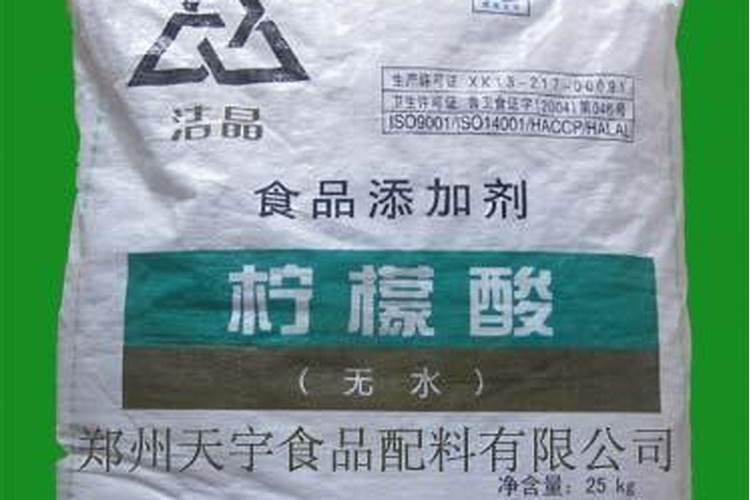 洁晶
生产许可证 XK13-217-00091
卫生许可证 鲁卫食证字[2004]第046号
ISO9001/ISO14001/HACCP/HALAL
食品添加剂
柠檬酸
(无水)
郑州天宇食品配料有限公司
净含量: 25 kg